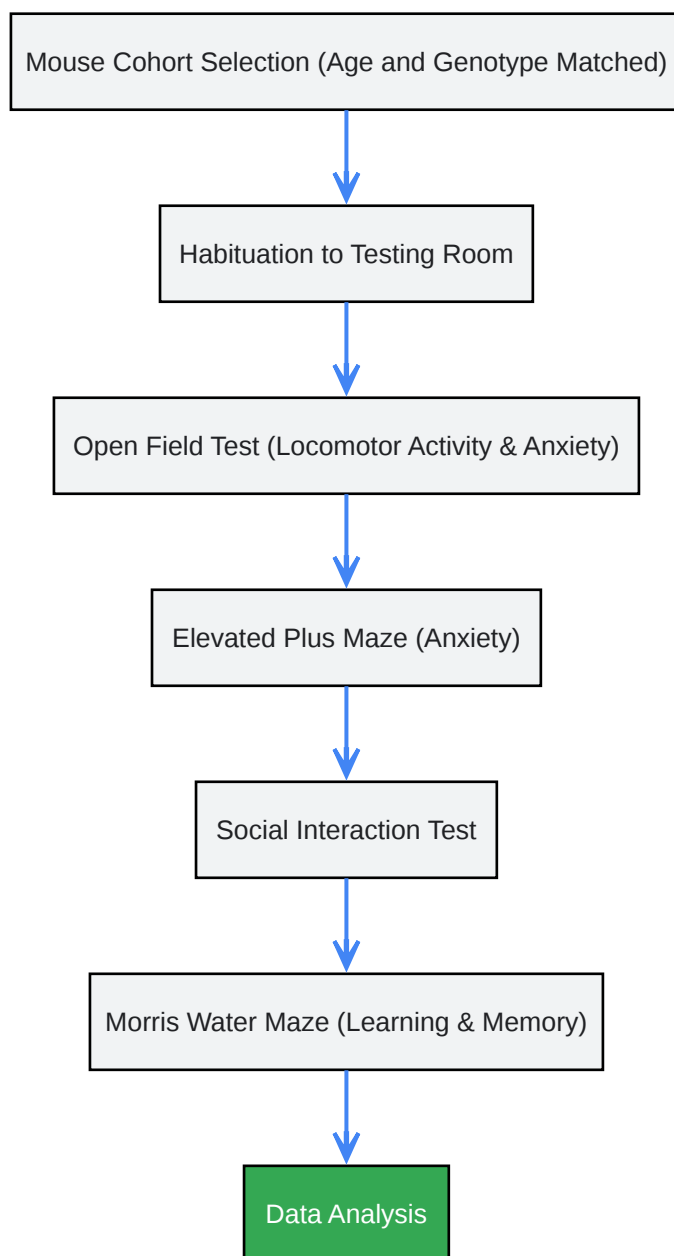 Mouse Cohort Selection (Age and Genotype Matched)
Habituation to Testing Room
Open Field Test (Locomotor Activity & Anxiety)
Elevated Plus Maze (Anxiety)
Social Interaction Test
Morris Water Maze (Learning & Memory)
Data Analysis